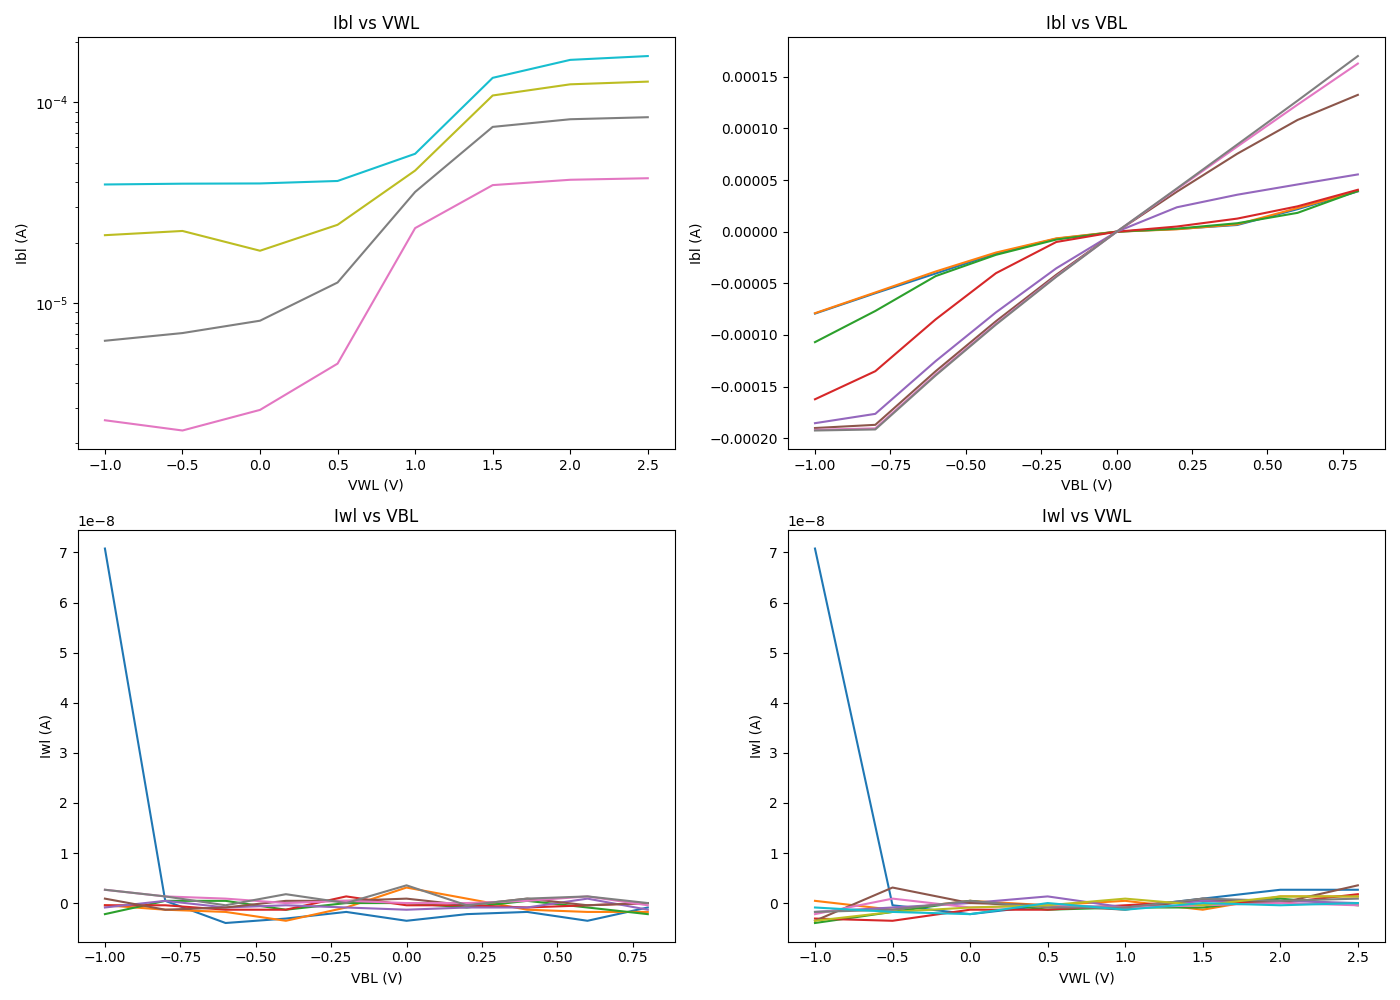 Ibl vs VWL
Ibl (A)
10⁻⁴
10⁻⁵
−1.0 −0.5 0.0 0.5 1.0 1.5 2.0 2.5
VWL (V)
Ibl vs VBL
Ibl (A)
0.00015
0.00010
0.00005
0.00000
−0.00005
−0.00010
−0.00015
−0.00020
−1.00 −0.75 −0.50 −0.25 0.00 0.25 0.50 0.75
VBL (V)
Iwl vs VBL
1e−8
Iwl (A)
7
6
5
4
3
2
1
0
−1.00 −0.75 −0.50 −0.25 0.00 0.25 0.50 0.75
VBL (V)
Iwl vs VWL
1e−8
Iwl (A)
7
6
5
4
3
2
1
0
−1.0 −0.5 0.0 0.5 1.0 1.5 2.0 2.5
VWL (V)